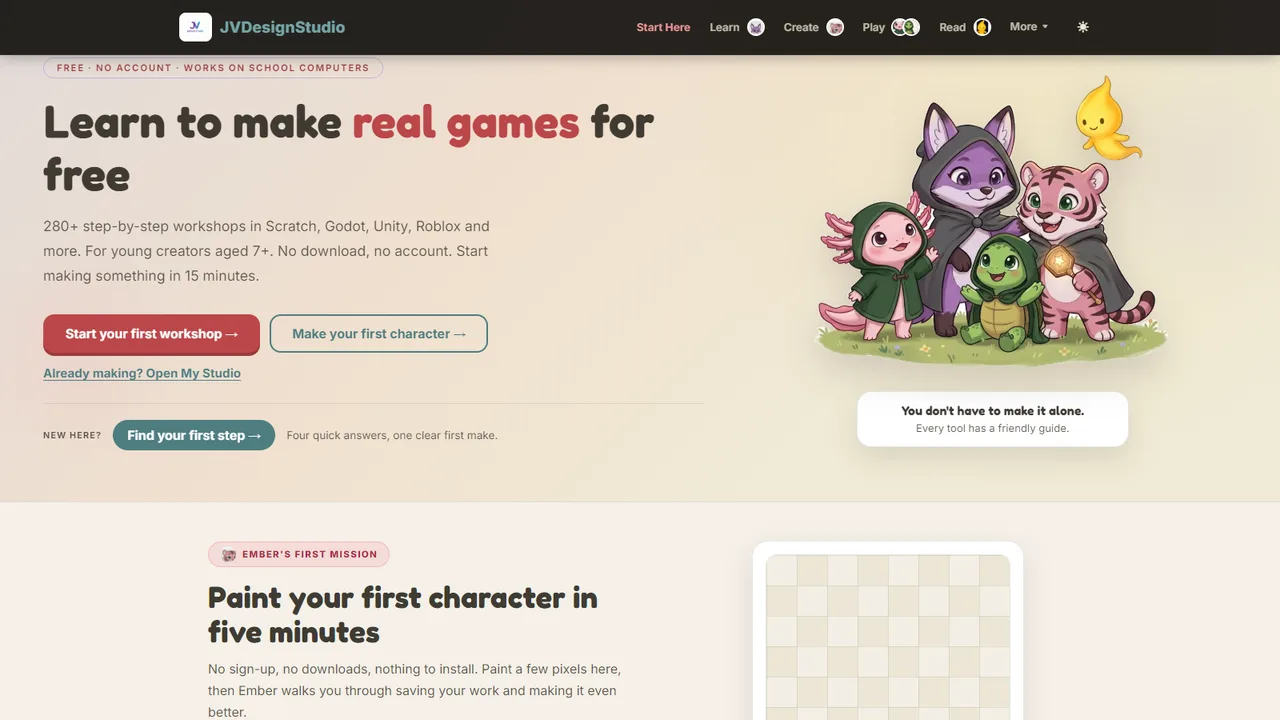 JV JVDesignStudio
Start Here Learn Create Play Read More
FREE · NO ACCOUNT · WORKS ON SCHOOL COMPUTERS
Learn to make real games for
free
280+ step-by-step workshops in Scratch, Godot, Unity, Roblox and
more. For young creators aged 7+. No download, no account. Start
making something in 15 minutes.
Start your first workshop → Make your first character →
Already making? Open My Studio
NEW HERE? Find your first step → Four quick answers, one clear first make.
You don't have to make it alone.
Every tool has a friendly guide.
EMBER'S FIRST MISSION
Paint your first character in
five minutes
No sign-up, no downloads, nothing to install. Paint a few pixels here,
then Ember walks you through saving your work and making it even
better.